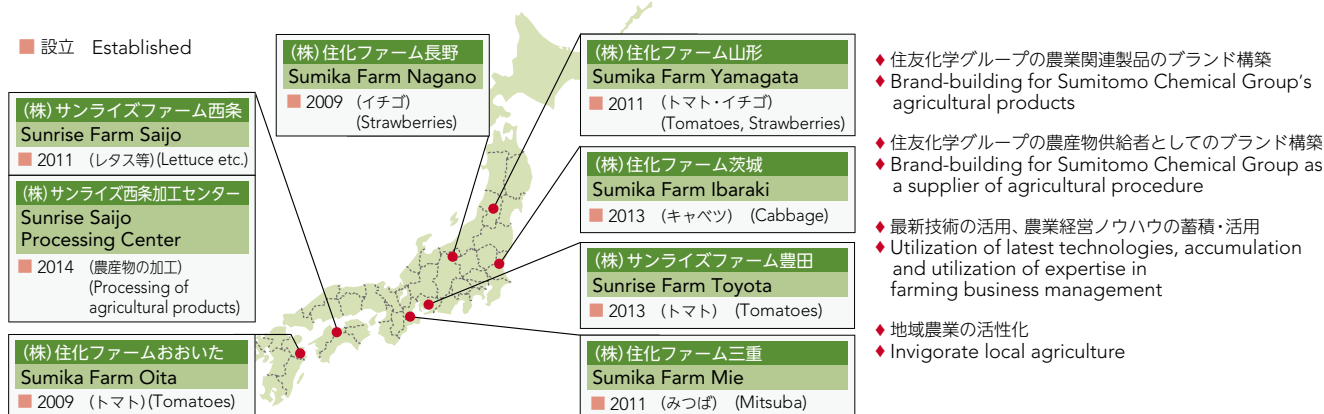 ■ 設立 Established
(株)サンライズファーム西条
Sunrise Farm Saijo
■ 2011 (レタス等)(Lettuce etc.)
(株)サンライズ西条加工センター
Sunrise Saijo
Processing Center
■ 2014 (農産物の加工)
(Processing of
agricultural products)
(株)住化ファームおおいた
Sumika Farm Oita
■ 2009 (トマト)(Tomatoes)
(株)住化ファーム長野
Sumika Farm Nagano
■ 2009 (イチゴ)
(Strawberries)
(株)住化ファーム山形
Sumika Farm Yamagata
■ 2011 (トマト・イチゴ)
(Tomatoes, Strawberries)
(株)住化ファーム茨城
Sumika Farm Ibaraki
■ 2013 (キャベツ) (Cabbage)
(株)サンライズファーム豊田
Sunrise Farm Toyota
■ 2013 (トマト) (Tomatoes)
(株)住化ファーム三重
Sumika Farm Mie
■ 2011 (みつば) (Mitsuba)
♦ 住友化学グループの農業関連製品のブランド構築
♦ Brand-building for Sumitomo Chemical Group's
agricultural products
♦ 住友化学グループの農産物供給者としてのブランド構築
♦ Brand-building for Sumitomo Chemical Group as
a supplier of agricultural procedure
♦ 最新技術の活用、農業経営ノウハウの蓄積・活用
♦ Utilization of latest technologies, accumulation
and utilization of expertise in
farming business management
♦ 地域農業の活性化
♦ Invigorate local agriculture